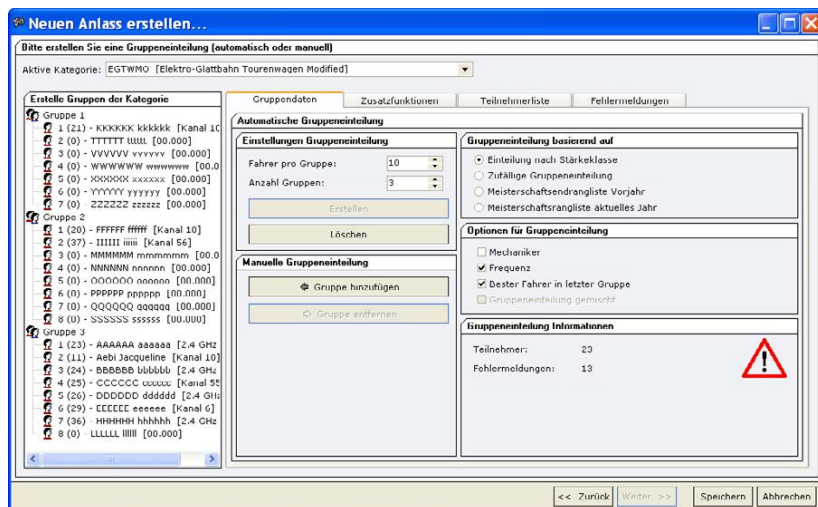 Neuen Anlass erstellen...
Bitte erstellen Sie eine Gruppeneinteilung (automatisch oder manuell)
Aktive Kategorie: EGTWMO [Elektro-Glattbahn Tourenwagen Modified]
Erstelle Gruppen der Kategorie
Gruppe 1
1 (21) - KKKKKK kkkkkk [Kanal 10
2 (0) - TTTTTT tttttt [00.000]
3 (0) - VVVVVV vvvvvv [00.000]
4 (0) - WWWWWW wwwwww [00.0
5 (0) - XXXXXX xxxxxx [00.000]
6 (0) - YYYYYY yyyyyy [00.000]
7 (0) - ZZZZZZ zzzzzz [00.000]
Gruppe 2
1 (20) - FFFFFF ffffff [Kanal 10]
2 (37) - IIIIII iiiiii [Kanal 56]
3 (0) - MMMMMM mmmmmm [00.0
4 (0) - NNNNNN nnnnnn [00.000]
5 (0) - OOOOOO oooooo [00.000]
6 (0) - PPPPPP pppppp [00.000]
7 (0) - QQQQQQ qqqqqq [00.000]
8 (0) - SSSSSS ssssss [00.000]
Gruppe 3
1 (23) - AAAAAA aaaaaa [2.4 GHz
2 (11) - Aebi Jacqueline [Kanal 10]
3 (24) - BBBBBB bbbbbb [2.4 GHz
4 (25) - CCCCCC cccccc [Kanal 55
5 (26) - DDDDDD dddddd [2.4 GHz
6 (29) - EEEEEE eeeeee [Kanal 6]
7 (36) - HHHHHH hhhhhh [2.4 GHz
8 (0) - LLLLLL llllll [00.000]
Gruppendaten Zusatzfunktionen Teilnehmerliste Fehlermeldungen
Automatische Gruppeneinteilung
Einstellungen Gruppeneinteilung
Fahrer pro Gruppe: 10
Anzahl Gruppen: 3
Erstellen
Löschen
Manuelle Gruppeneinteilung
Gruppe hinzufügen
Gruppe entfernen
Gruppeneinteilung basierend auf
Einteilung nach Stärkeklasse
Zufällige Gruppeneinteilung
Meisterschaftsendrangliste Vorjahr
Meisterschaftsrangliste aktuelles Jahr
Optionen für Gruppeneinteilung
Mechaniker
Frequenz
Bester Fahrer in letzter Gruppe
Gruppeneinteilung gemischt
Gruppeneinteilung Informationen
Teilnehmer: 23
Fehlermeldungen: 13
<< Zurück Weiter >> Speichern Abbrechen